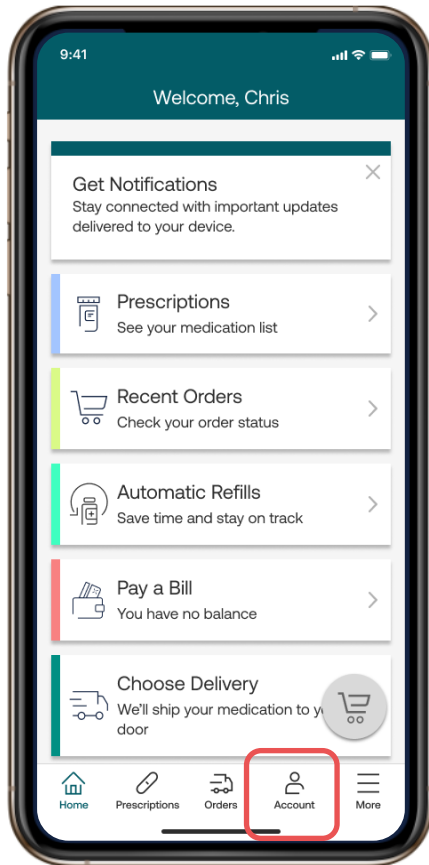 9:41
Welcome, Chris
Get Notifications
Stay connected with important updates
delivered to your device.
Prescriptions
See your medication list
Recent Orders
Check your order status
Automatic Refills
Save time and stay on track
Pay a Bill
You have no balance
Choose Delivery
We'll ship your medication to
door
Home
Prescriptions
Orders
Account
More